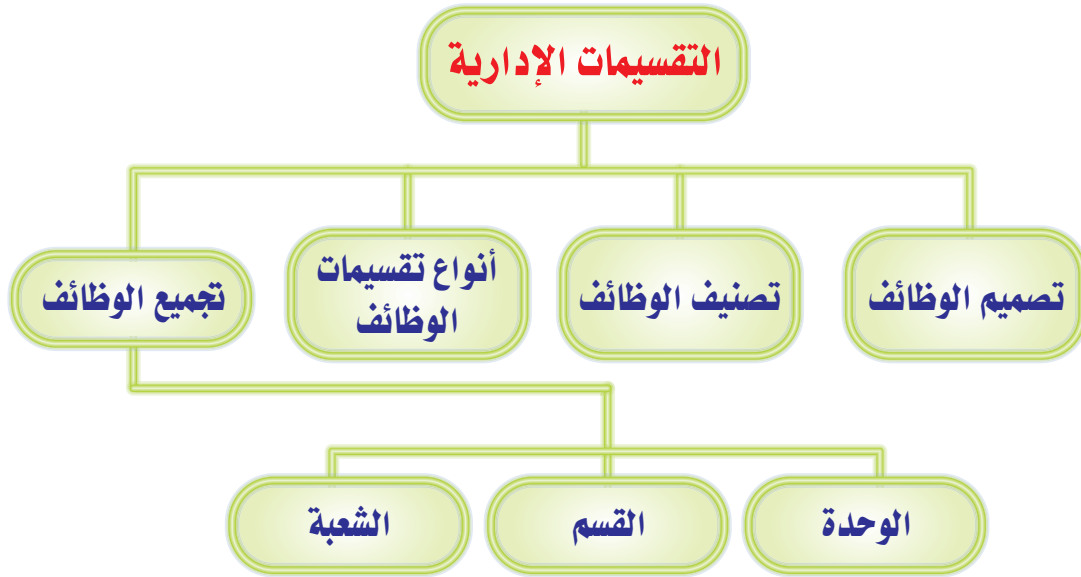 التقسيمات الإدارية
تصميم الوظائف
تصنيف الوظائف
أنواع تقسيمات
الوظائف
تجميع الوظائف
الوحدة
القسم
الشعبة